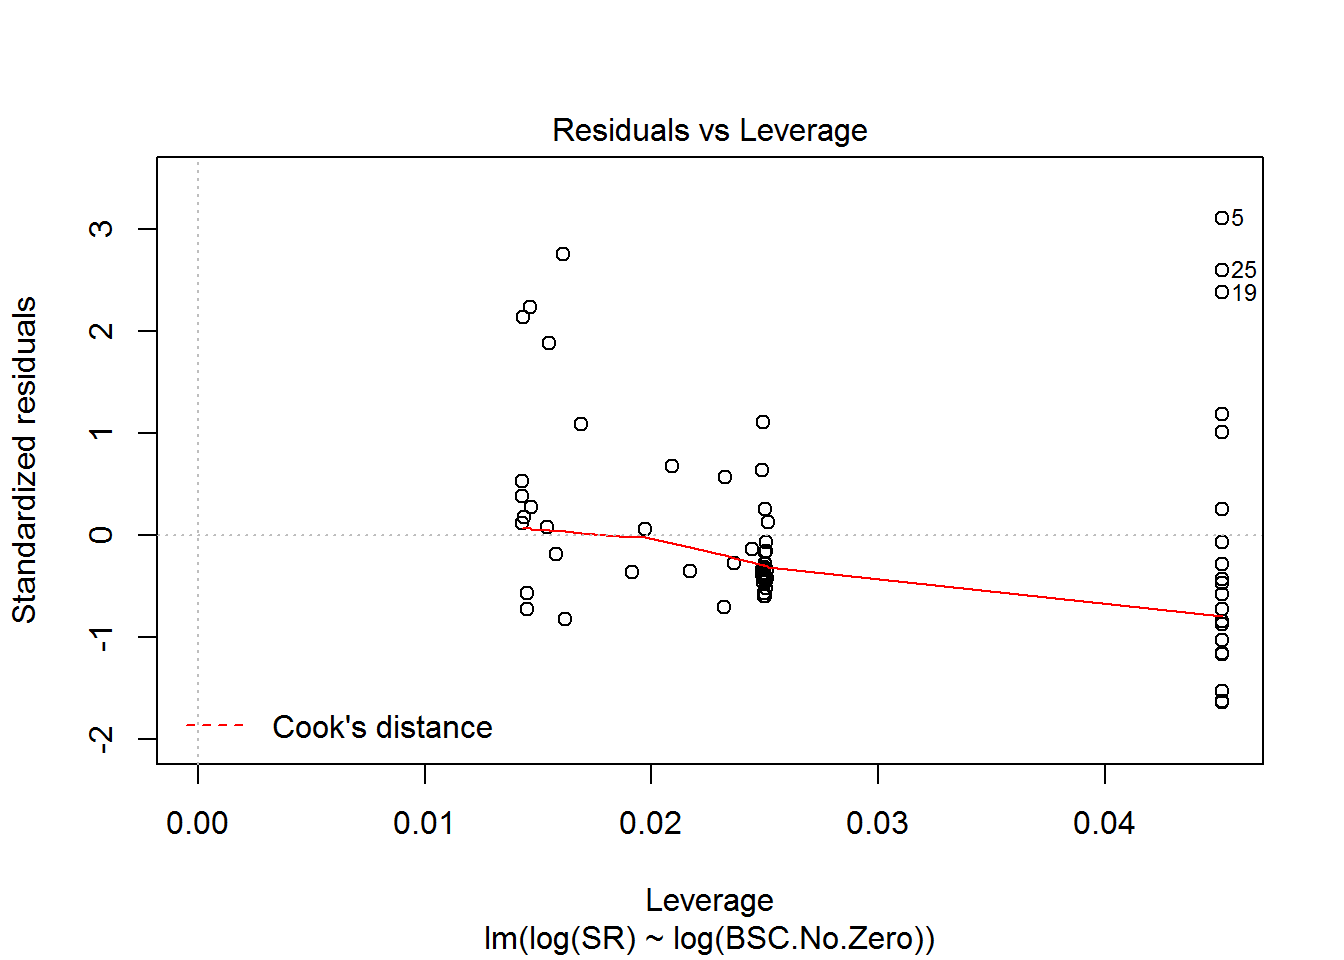 Residuals vs Leverage
Standardized residuals
3
2
1
0
-1
-2
5
25
19
Cook's distance
0.00 0.01 0.02 0.03 0.04
Leverage
lm(log(SR) ~ log(BSC.No.Zero))